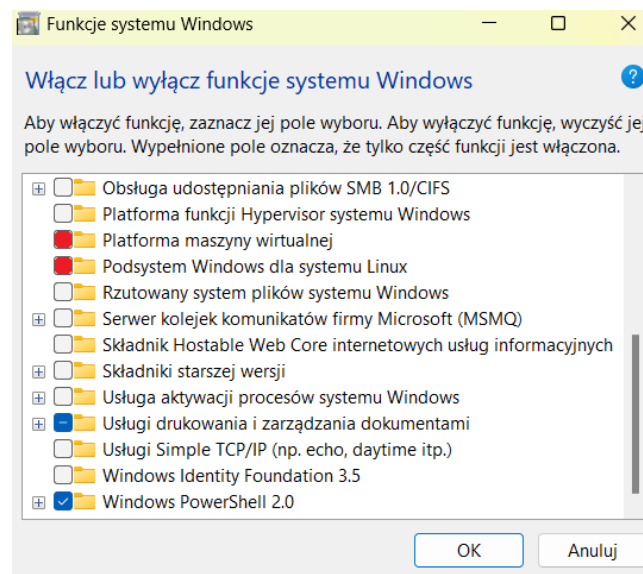 Funkcje systemu Windows
Włącz lub wyłącz funkcje systemu Windows
?
Aby włączyć funkcję, zaznacz jej pole wyboru. Aby wyłączyć funkcję, wyczyść jej
pole wyboru. Wypełnione pole oznacza, że tylko część funkcji jest włączona.
Obsługa udostępniania plików SMB 1.0/CIFS
Platforma funkcji Hypervisor systemu Windows
Platforma maszyny wirtualnej
Podsystem Windows dla systemu Linux
Rzutowany system plików systemu Windows
Serwer kolejek komunikatów firmy Microsoft (MSMQ)
Składnik Hostable Web Core internetowych usług informacyjnych
Składniki starszej wersji
Usługa aktywacji procesów systemu Windows
Usługi drukowania i zarządzania dokumentami
Usługi Simple TCP/IP (np. echo, daytime itp.)
Windows Identity Foundation 3.5
Windows PowerShell 2.0
OK Anuluj